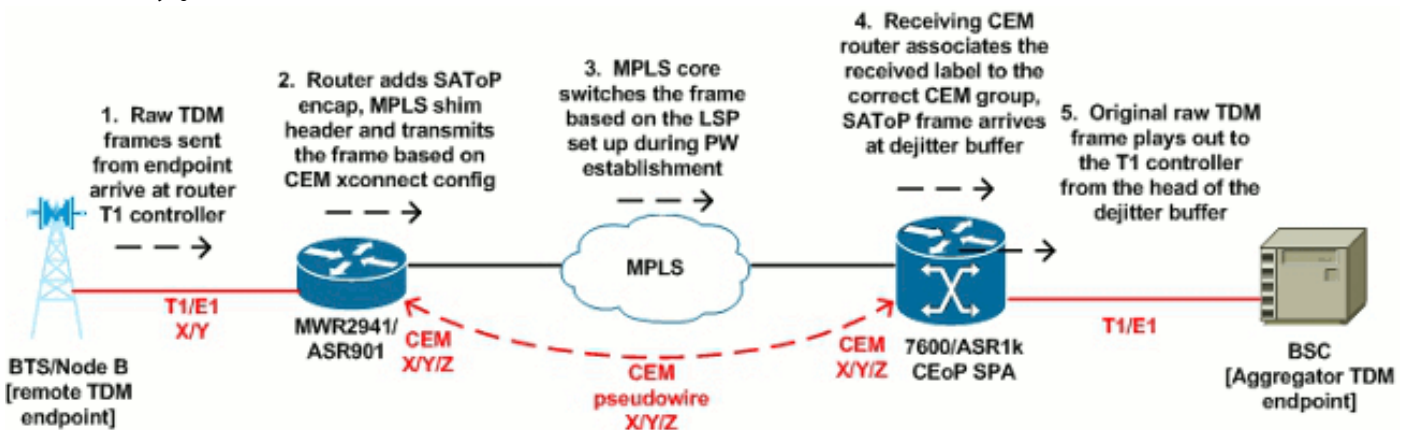 1. Raw TDM
frames sent
from endpoint
arrive at router
T1 controller
2. Router adds SAToP
encap, MPLS shim
header and transmits
the frame based on
CEM xconnect config
3. MPLS core
switches the frame
based on the LSP
set up during PW
establishment
4. Receiving CEM
router associates the
received label to the
correct CEM group,
SAToP frame arrives
at dejitter buffer
5. Original raw TDM
frame plays out to
the T1 controller
from the head of the
dejitter buffer
BTS/Node B
[remote TDM
endpoint]
T1/E1
X/Y
MWR2941/
ASR901
CEM
X/Y/Z
MPLS
CEM
pseudowire
X/Y/Z
CEM
X/Y/Z
7600/ASR1k
CEoP SPA
T1/E1
BSC
[Aggregator TDM
endpoint]